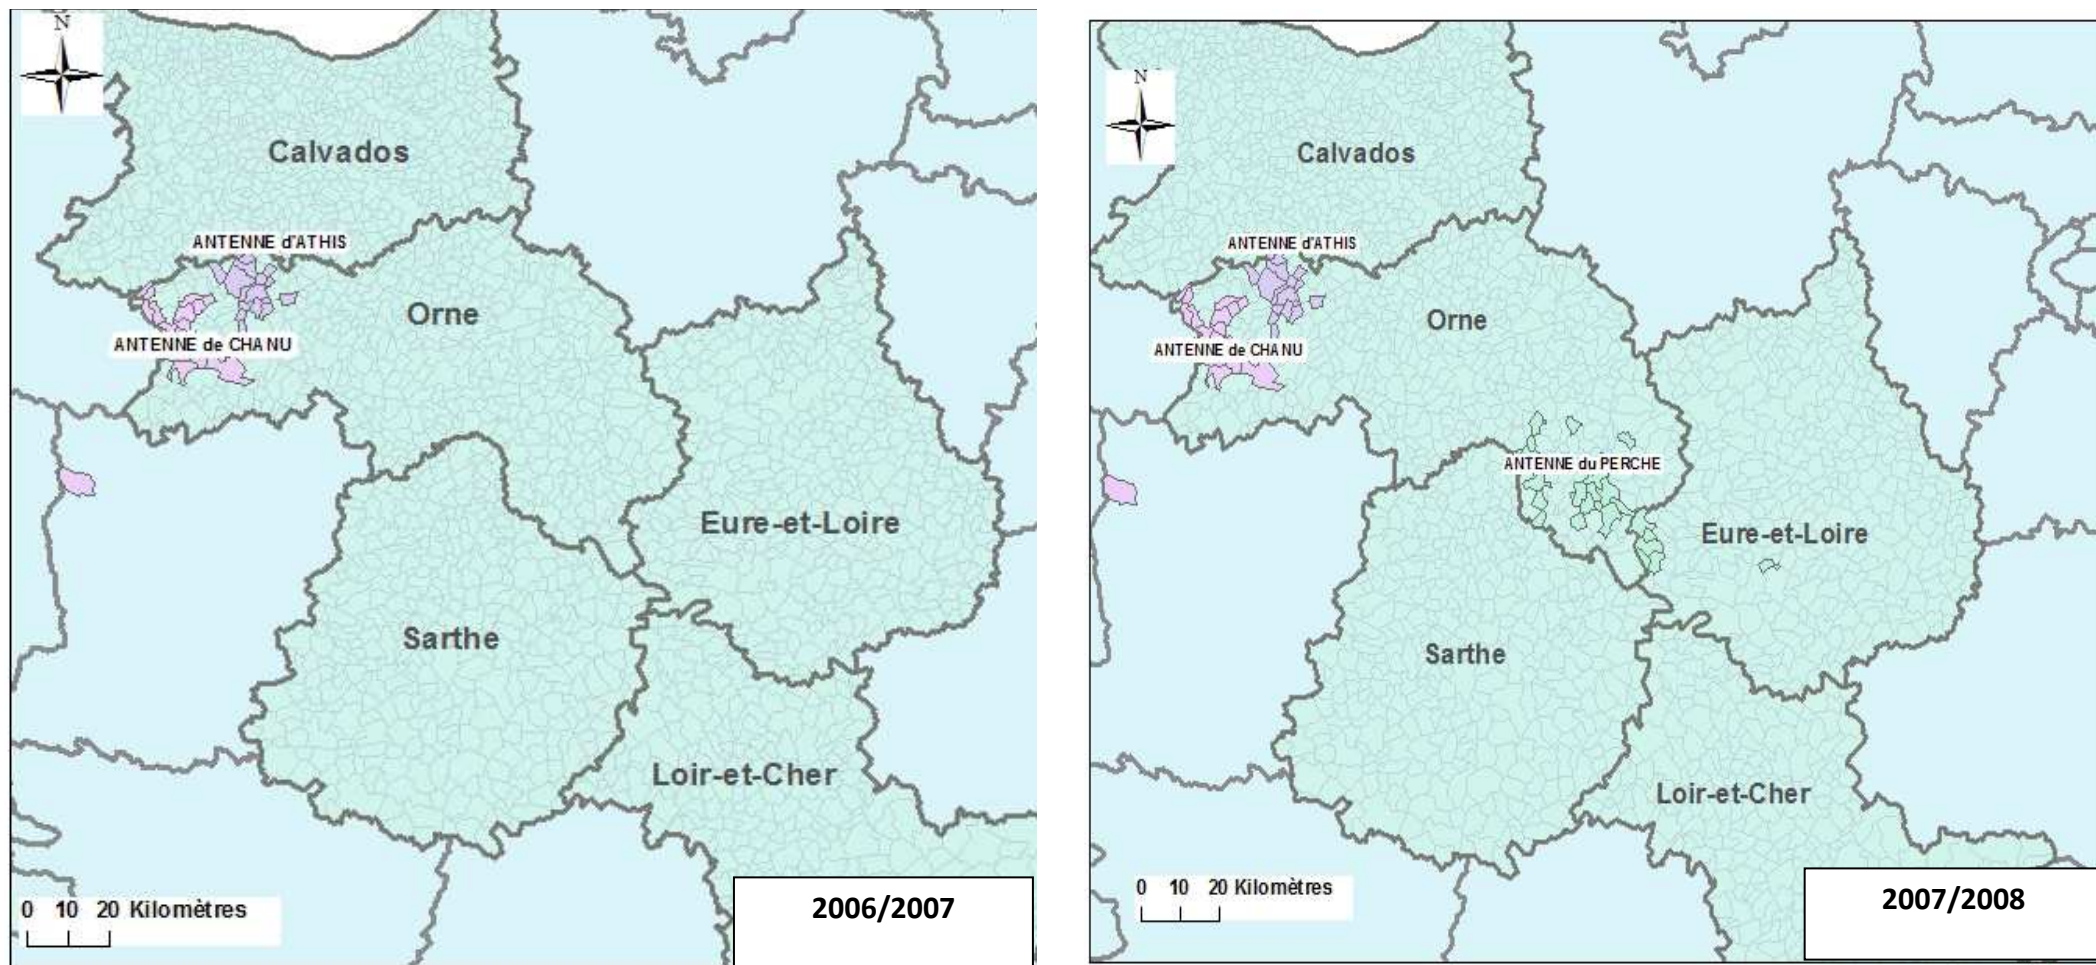 N
Calvados
ANTENNE d'ATHIS
Orne
ANTENNE de CHANU
Eure-et-Loire
Sarthe
Loir-et-Cher
0 10 20 Kilomètres
2006/2007
N
Calvados
ANTENNE d'ATHIS
Orne
ANTENNE de CHANU
ANTENNE du PERCHE
Eure-et-Loire
Sarthe
Loir-et-Cher
0 10 20 Kilomètres
2007/2008